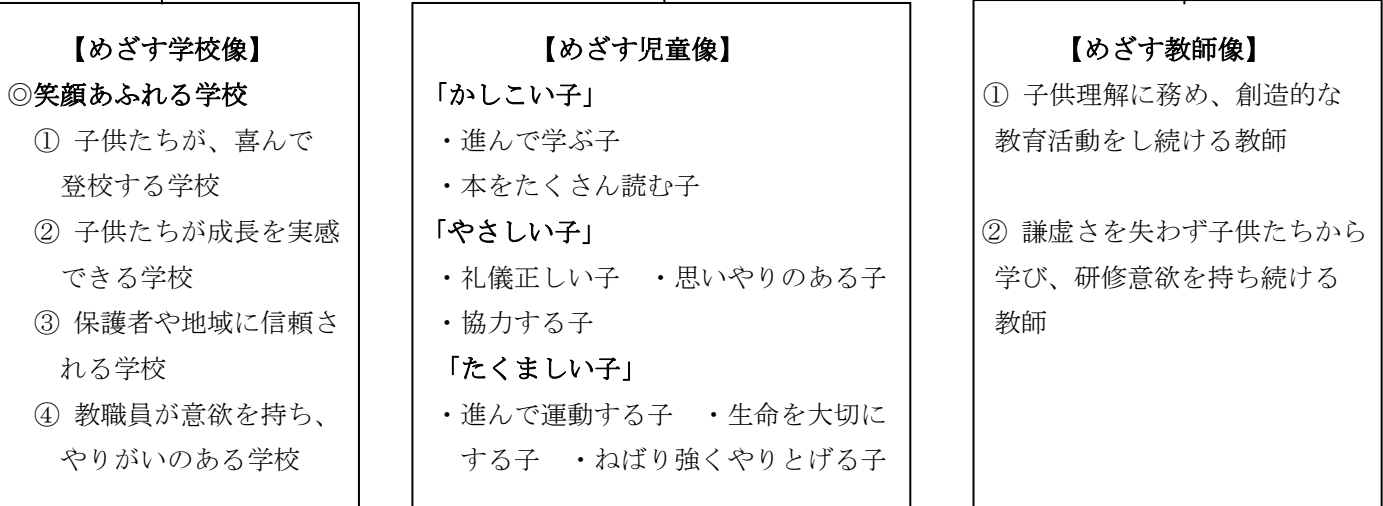 【めざす学校像】
◎笑顔あふれる学校
① 子供たちが、喜んで
登校する学校
② 子供たちが成長を実感
できる学校
③ 保護者や地域に信頼さ
れる学校
④ 教職員が意欲を持ち、
やりがいのある学校
【めざす児童像】
「かしこい子」
・進んで学ぶ子
・本をたくさん読む子
「やさしい子」
・礼儀正しい子　・思いやりのある子
・協力する子
「たくましい子」
・進んで運動する子　・生命を大切に
する子　・ねばり強くやりとげる子
【めざす教師像】
① 子供理解に務め、創造的な
教育活動をし続ける教師
② 謙虚さを失わず子供たちから
学び、研修意欲を持ち続ける
教師